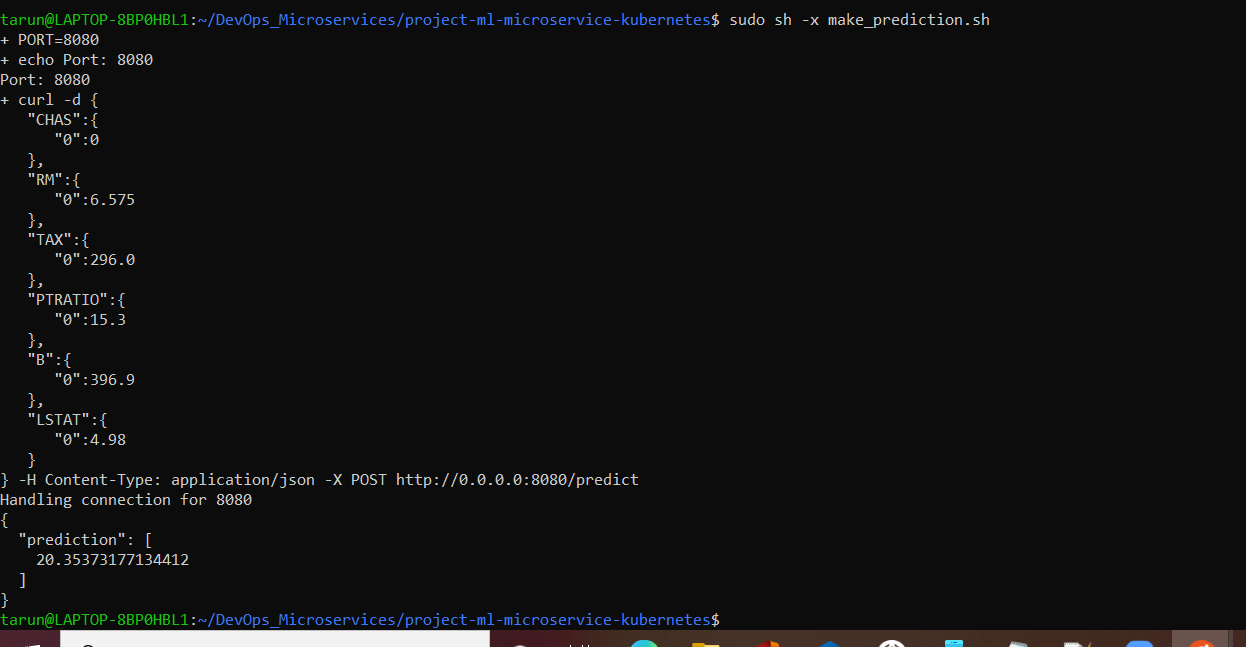 tarun@LAPTOP-8BP0HBL1:~/DevOps_Microservices/project-ml-microservice-kubernetes$ sudo sh -x make_prediction.sh
+ PORT=8080
+ echo Port: 8080
Port: 8080
+ curl -d {
   "CHAS":{
      "0":0
   },
   "RM":{
      "0":6.575
   },
   "TAX":{
      "0":296.0
   },
   "PTRATIO":{
      "0":15.3
   },
   "B":{
      "0":396.9
   },
   "LSTAT":{
      "0":4.98
   }
} -H Content-Type: application/json -X POST http://0.0.0.0:8080/predict
Handling connection for 8080
{
  "prediction": [
    20.35373177134412
  ]
}
tarun@LAPTOP-8BP0HBL1:~/DevOps_Microservices/project-ml-microservice-kubernetes$